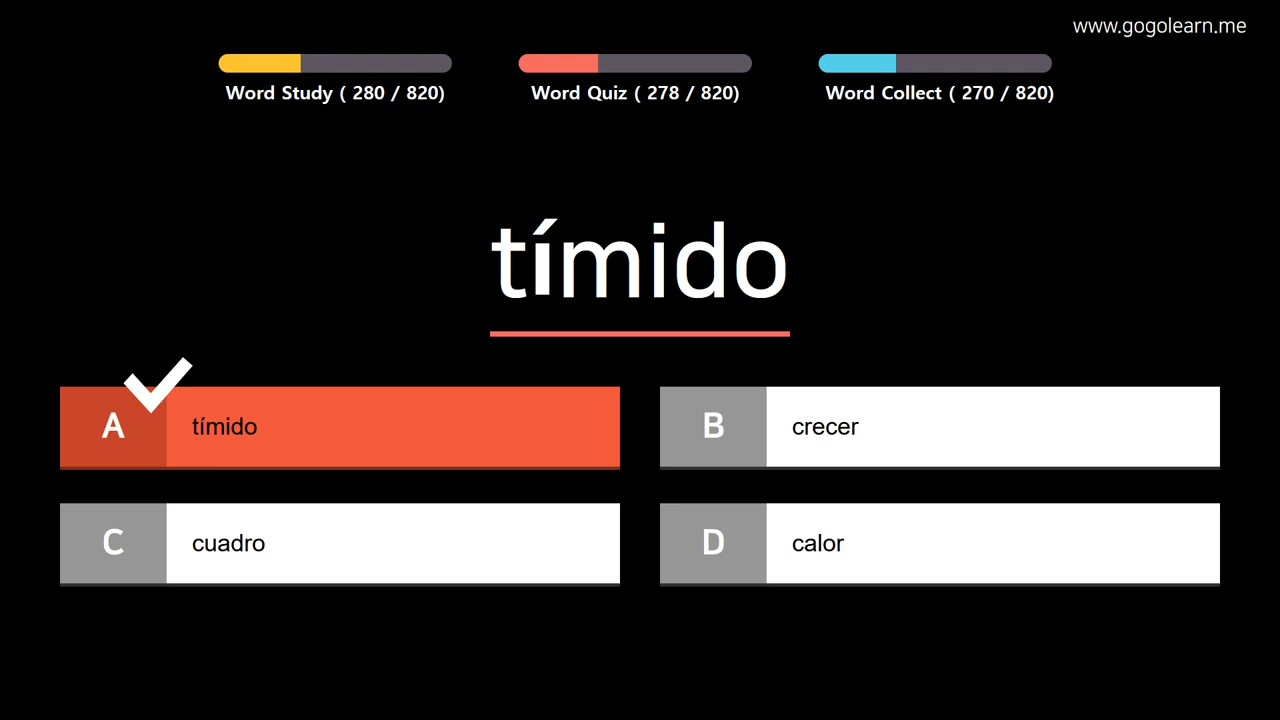 www.gogolearn.me
Word Study ( 280 / 820)
Word Quiz ( 278 / 820)
Word Collect ( 270 / 820)
tímido
A tímido
B crecer
C cuadro
D calor